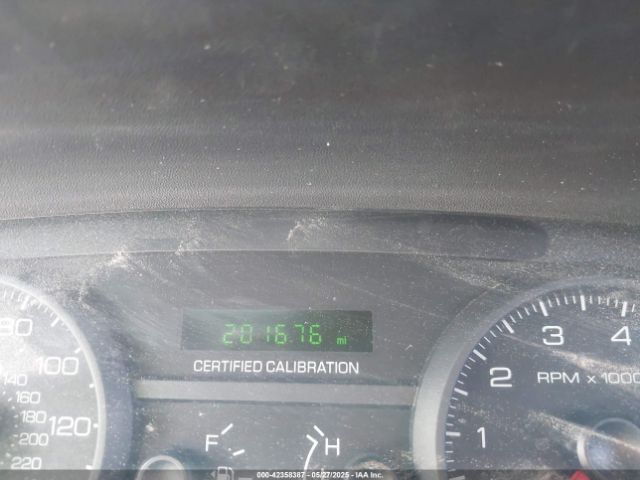 80
100
120
140
160
180
200
220
201676 mi
CERTIFIED CALIBRATION
F
H
1
2
3
4
RPM x 1000
000-42358387 - 05/27/2025 - IAA Inc.